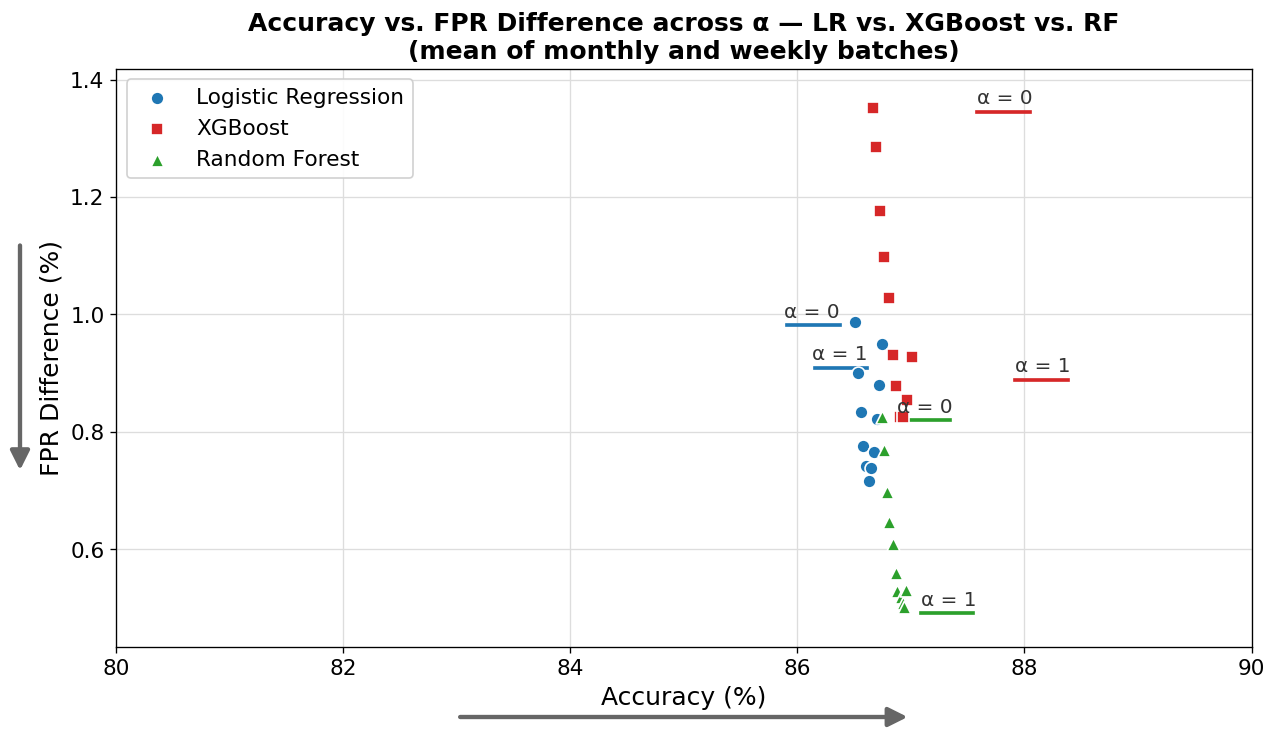 Accuracy vs. FPR Difference across α — LR vs. XGBoost vs. RF
(mean of monthly and weekly batches)
Logistic Regression
XGBoost
Random Forest
1.4
1.2
1.0
0.8
0.6
FPR Difference (%)
α = 0
α = 0
α = 1
α = 1
α = 0
α = 1
80
82
84
86
88
90
Accuracy (%)